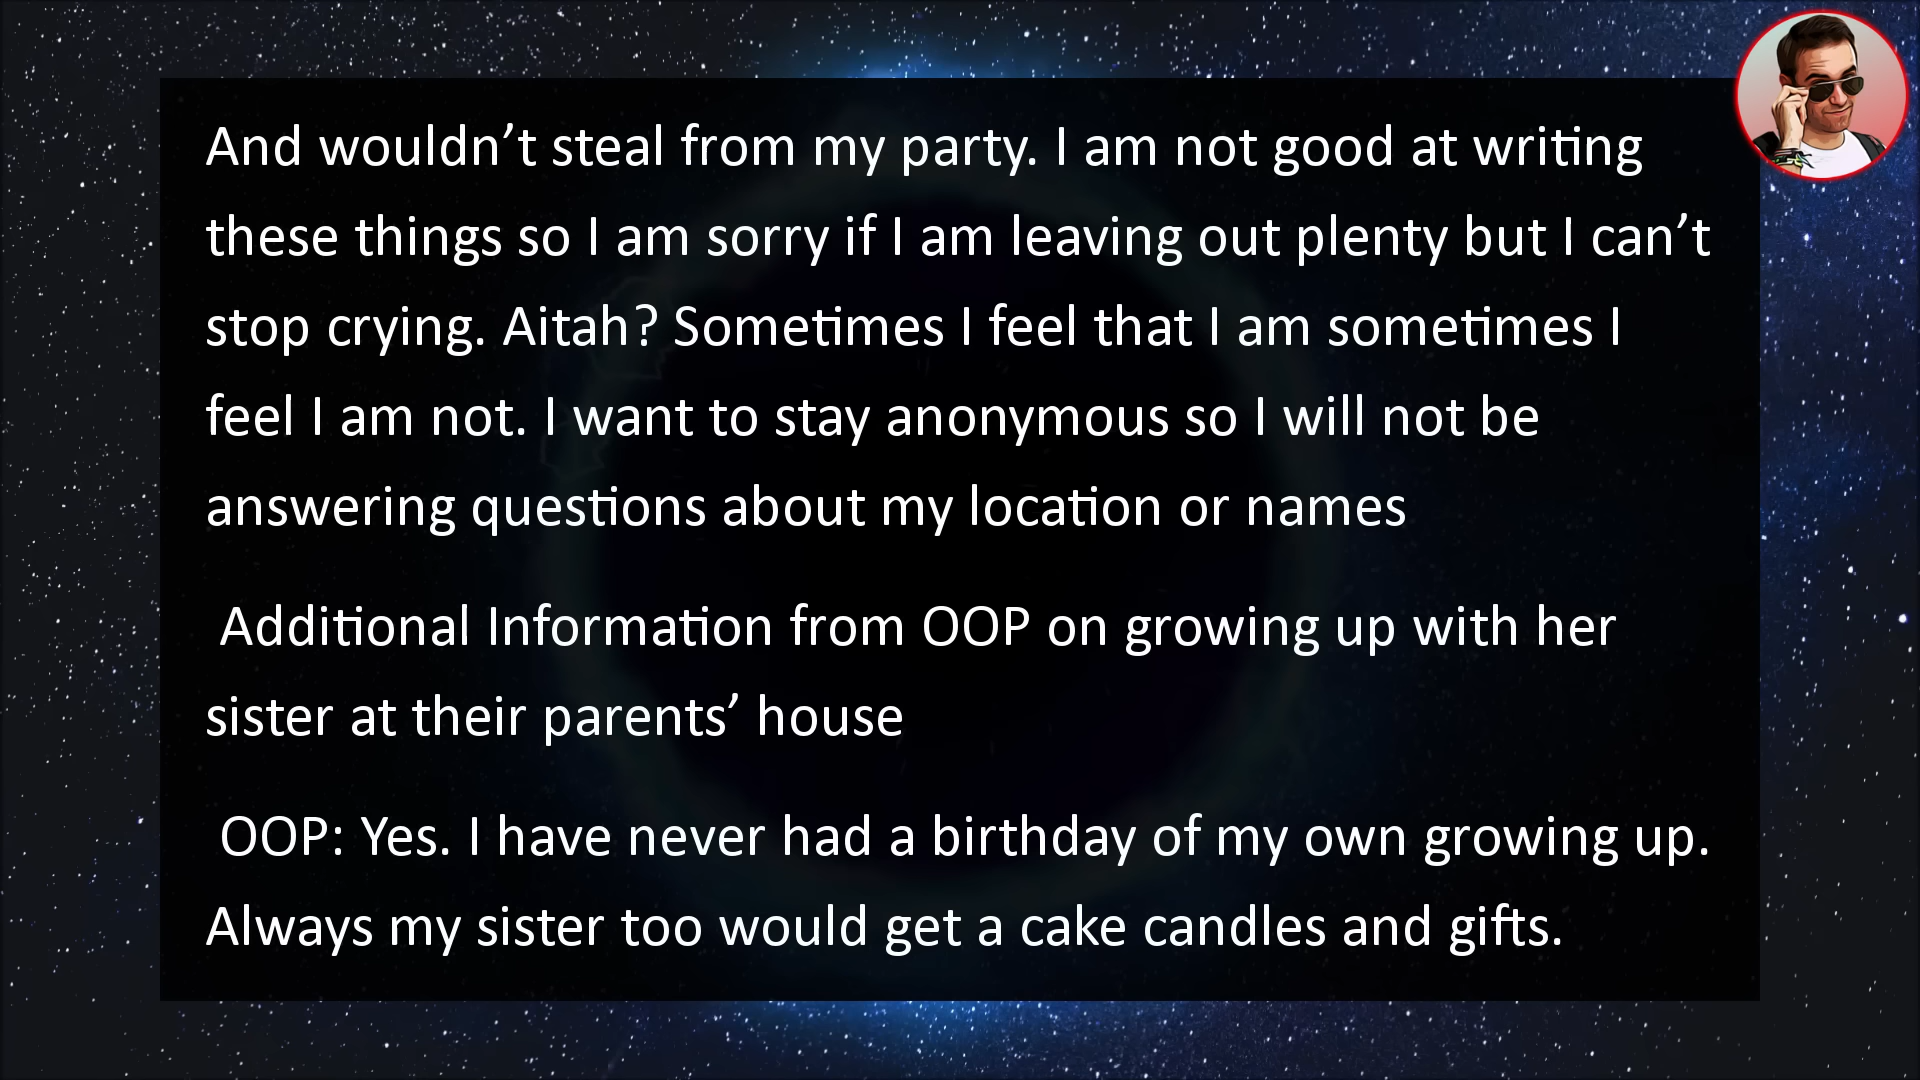 And wouldn’t steal from my party. I am not good at writing
these things so I am sorry if I am leaving out plenty but I can’t
stop crying. Aitah? Sometimes I feel that I am sometimes I
feel I am not. I want to stay anonymous so I will not be
answering questions about my location or names
Additional Information from OOP on growing up with her
sister at their parents’ house
OOP: Yes. I have never had a birthday of my own growing up.
Always my sister too would get a cake candles and gifts.